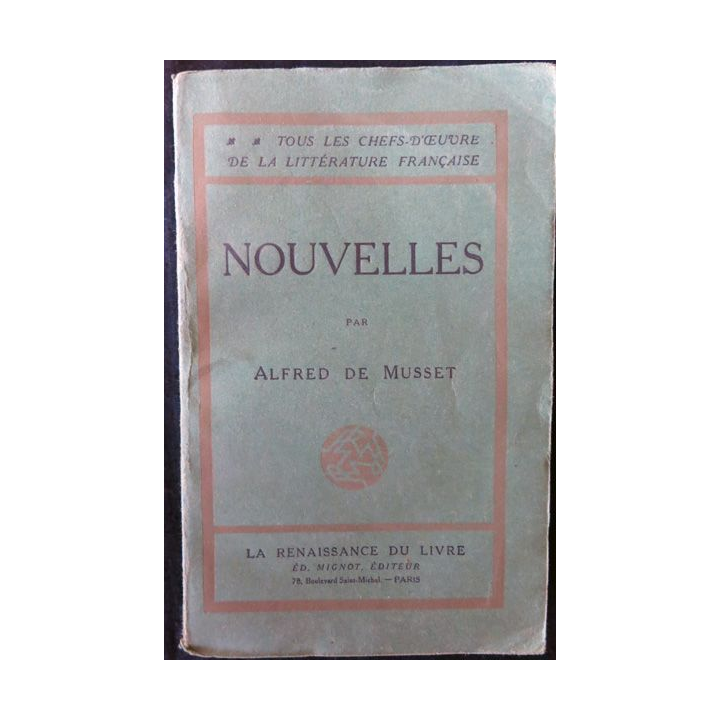 TOUS LES CHEFS-D'ŒUVRE
DE LA LITTÉRATURE FRANÇAISE
NOUVELLES
PAR
ALFRED DE MUSSET
LA RENAISSANCE DU LIVRE
ÉD. MIGNOT, ÉDITEUR
78, Boulevard Saint-Michel. — PARIS